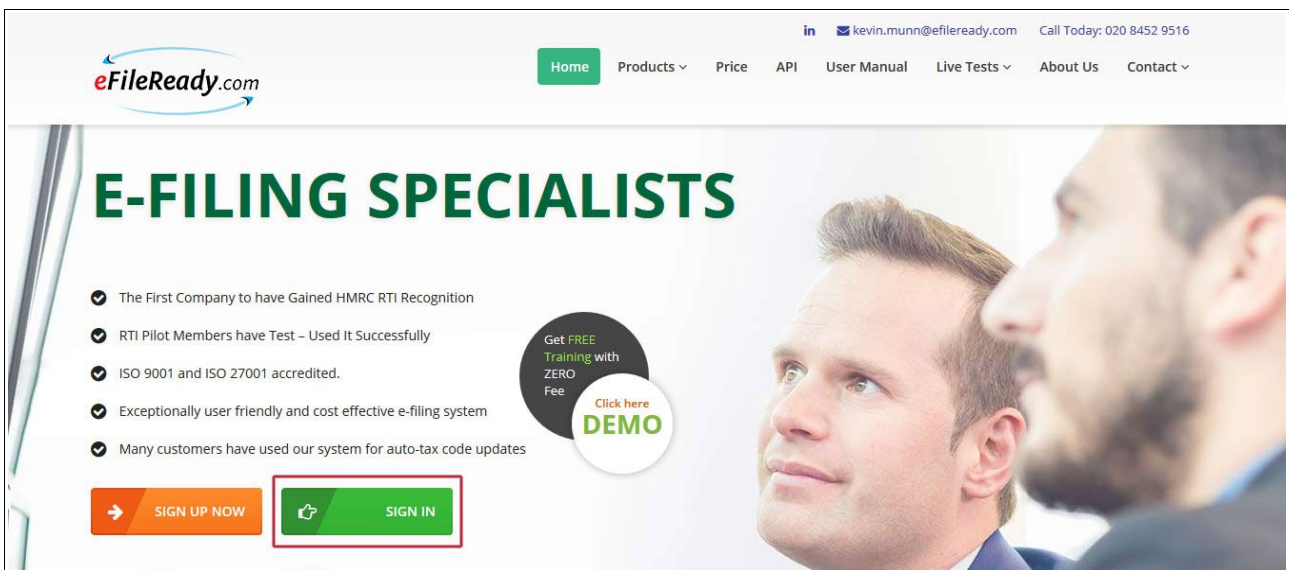 in kevin.munn@efileready.com Call Today: 020 8452 9516
eFileReady.com
Home Products Price API User Manual Live Tests About Us Contact
E-FILING SPECIALISTS
The First Company to have Gained HMRC RTI Recognition
RTI Pilot Members have Test – Used It Successfully
ISO 9001 and ISO 27001 accredited.
Exceptionally user friendly and cost effective e-filing system
Many customers have used our system for auto-tax code updates
Get FREE
Training with
ZERO
Fee
Click here
DEMO
SIGN UP NOW
SIGN IN